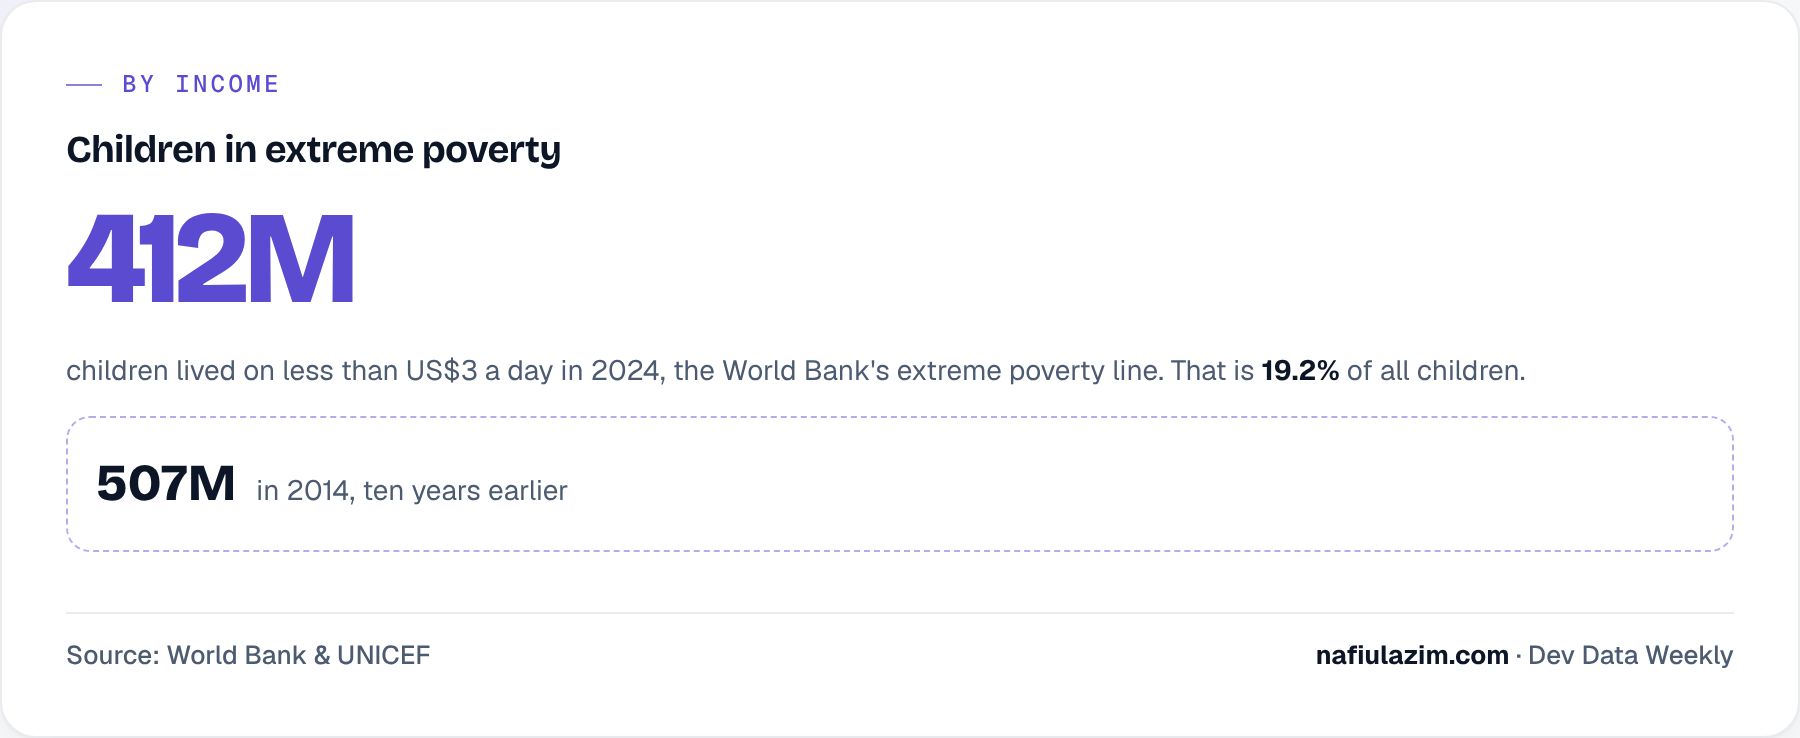 BY INCOME
Children in extreme poverty
412M
children lived on less than US$3 a day in 2024, the World Bank's extreme poverty line. That is 19.2% of all children.
507M in 2014, ten years earlier
Source: World Bank & UNICEF
nafiulazim.com · Dev Data Weekly